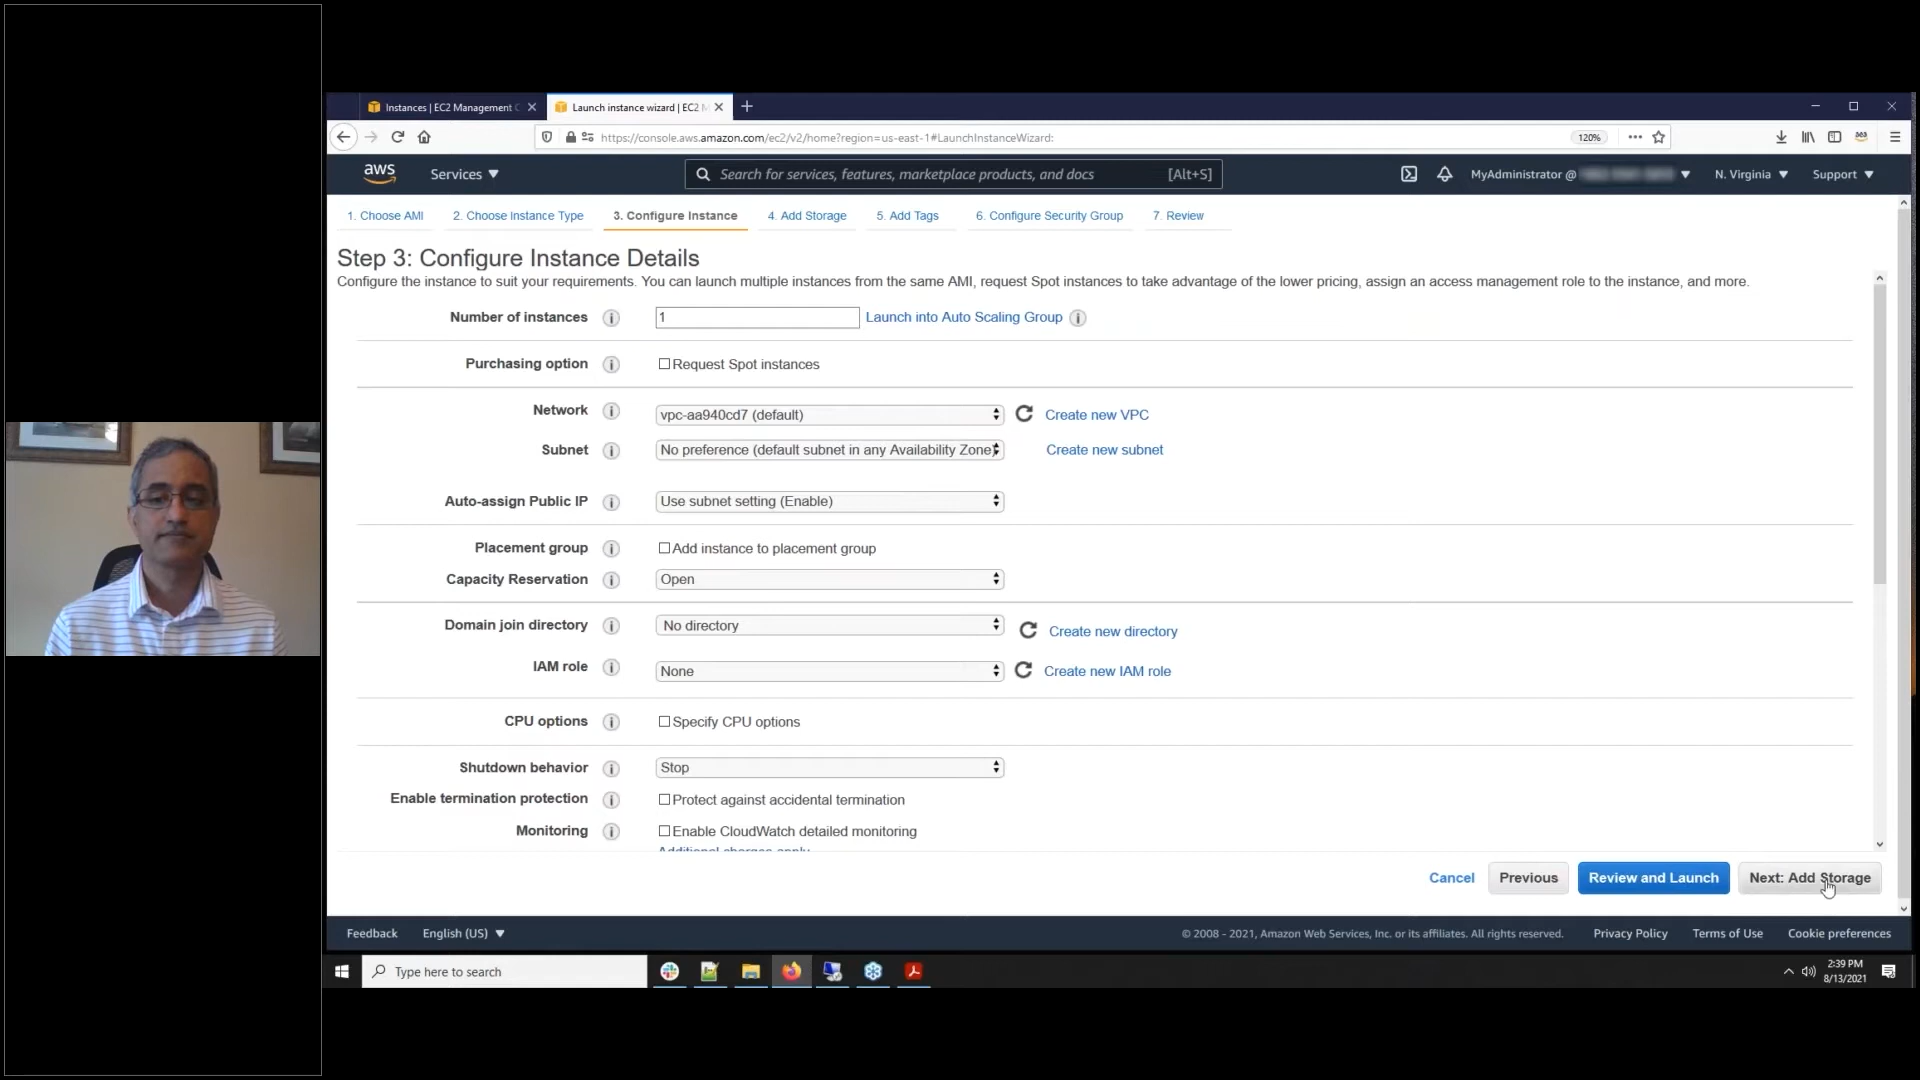 Instances | EC2 Management C
Launch instance wizard | EC2 M
https://console.aws.amazon.com/ec2/v2/home?region=us-east-1#LaunchInstanceWizard:
120%
aws
Services
Search for services, features, marketplace products, and docs
[Alt+S]
MyAdministrator @
N. Virginia
Support
1. Choose AMI
2. Choose Instance Type
3. Configure Instance
4. Add Storage
5. Add Tags
6. Configure Security Group
7. Review
Step 3: Configure Instance Details
Configure the instance to suit your requirements. You can launch multiple instances from the same AMI, request Spot instances to take advantage of the lower pricing, assign an access management role to the instance, and more.
Number of instances
1
Launch into Auto Scaling Group
Purchasing option
Request Spot instances
Network
vpc-aa940cd7 (default)
Create new VPC
Subnet
No preference (default subnet in any Availability Zone)
Create new subnet
Auto-assign Public IP
Use subnet setting (Enable)
Placement group
Add instance to placement group
Capacity Reservation
Open
Domain join directory
No directory
Create new directory
IAM role
None
Create new IAM role
CPU options
Specify CPU options
Shutdown behavior
Stop
Enable termination protection
Protect against accidental termination
Monitoring
Enable CloudWatch detailed monitoring
Additional charges apply
Cancel
Previous
Review and Launch
Next: Add Storage
Feedback
English (US)
© 2008 - 2021, Amazon Web Services, Inc. or its affiliates. All rights reserved.
Privacy Policy
Terms of Use
Cookie preferences
Type here to search
2:39 PM
8/13/2021